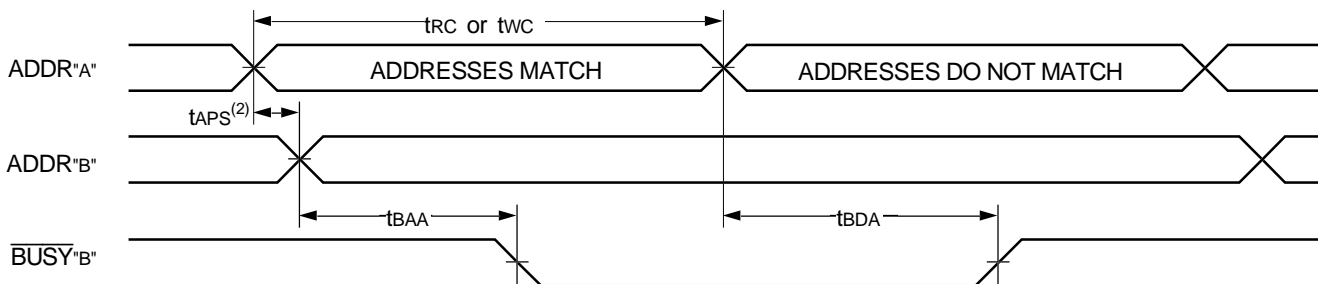 tRC or tWC
ADDR"A" ADDRESSES MATCH ADDRESSES DO NOT MATCH
tAPS(2)
ADDR"B"
tBAA tBDA
BUSY"B"